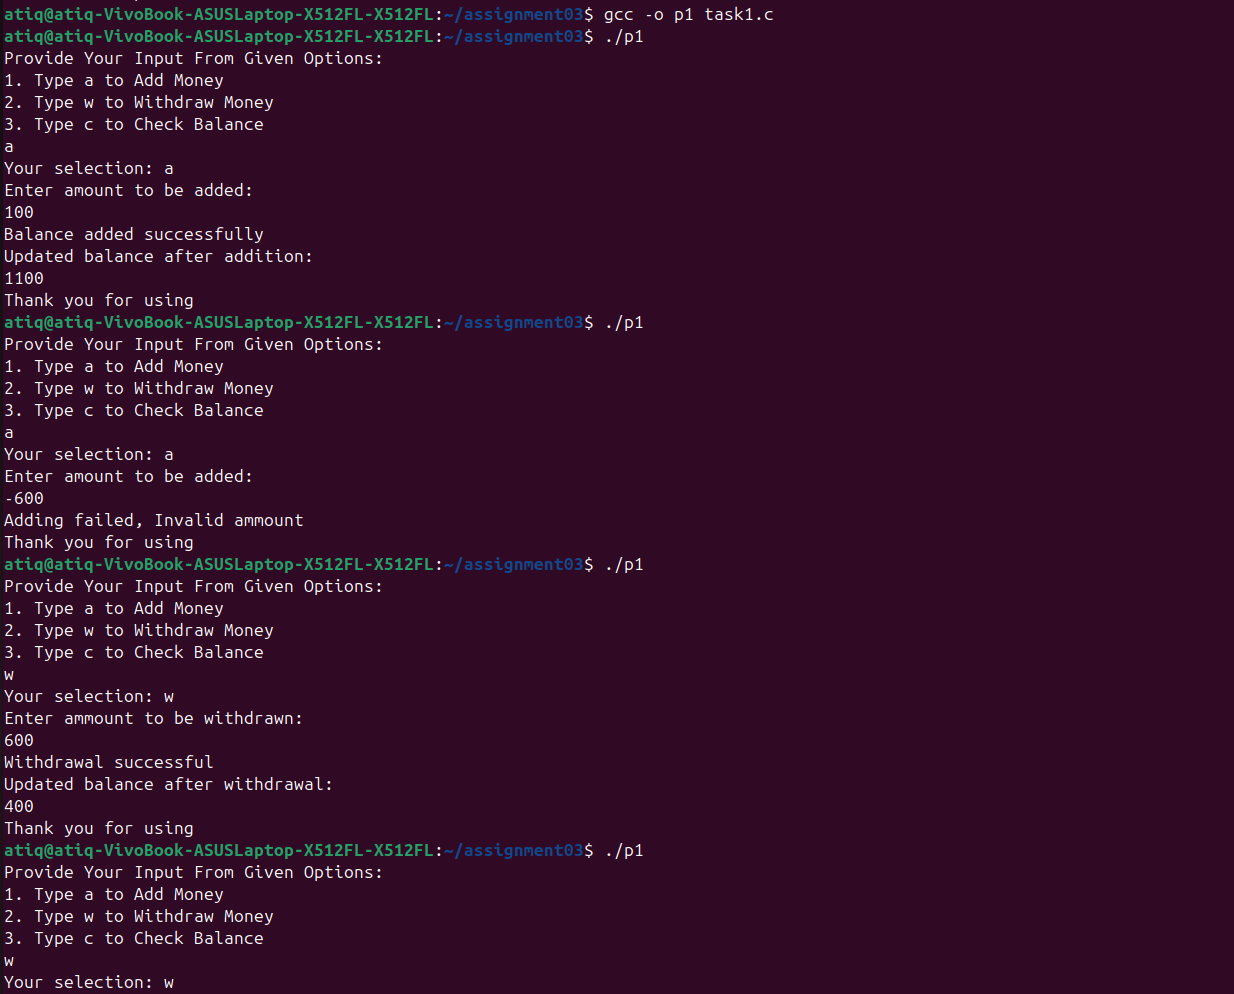 atiq@atiq-VivoBook-ASUSLaptop-X512FL-X512FL:~/assignment03$ gcc -o p1 task1.c
atiq@atiq-VivoBook-ASUSLaptop-X512FL-X512FL:~/assignment03$ ./p1
Provide Your Input From Given Options:
1. Type a to Add Money
2. Type w to Withdraw Money
3. Type c to Check Balance
a
Your selection: a
Enter amount to be added:
100
Balance added successfully
Updated balance after addition:
1100
Thank you for using
atiq@atiq-VivoBook-ASUSLaptop-X512FL-X512FL:~/assignment03$ ./p1
Provide Your Input From Given Options:
1. Type a to Add Money
2. Type w to Withdraw Money
3. Type c to Check Balance
a
Your selection: a
Enter amount to be added:
-600
Adding failed, Invalid ammount
Thank you for using
atiq@atiq-VivoBook-ASUSLaptop-X512FL-X512FL:~/assignment03$ ./p1
Provide Your Input From Given Options:
1. Type a to Add Money
2. Type w to Withdraw Money
3. Type c to Check Balance
w
Your selection: w
Enter ammount to be withdrawn:
600
Withdrawal successful
Updated balance after withdrawal:
400
Thank you for using
atiq@atiq-VivoBook-ASUSLaptop-X512FL-X512FL:~/assignment03$ ./p1
Provide Your Input From Given Options:
1. Type a to Add Money
2. Type w to Withdraw Money
3. Type c to Check Balance
w
Your selection: w